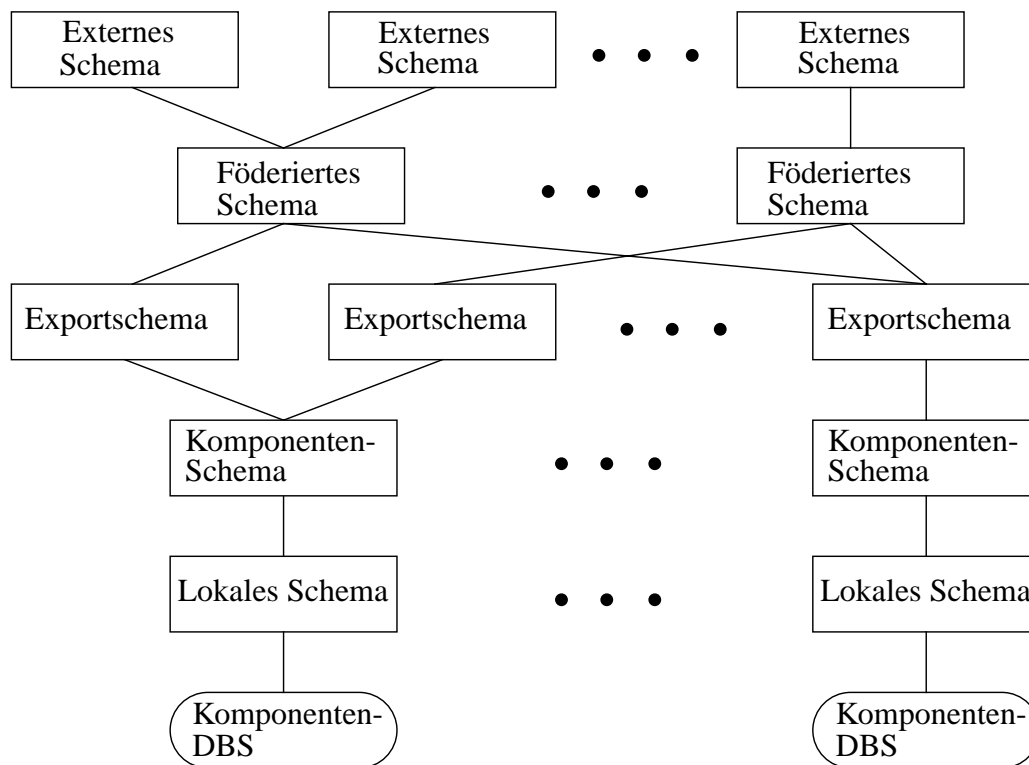 Externes
Schema
Externes
Schema
Externes
Schema
Föderiertes
Schema
Föderiertes
Schema
Exportschema
Exportschema
Exportschema
Komponenten-
Schema
Komponenten-
Schema
Lokales Schema
Lokales Schema
Komponenten-
DBS
Komponenten-
DBS